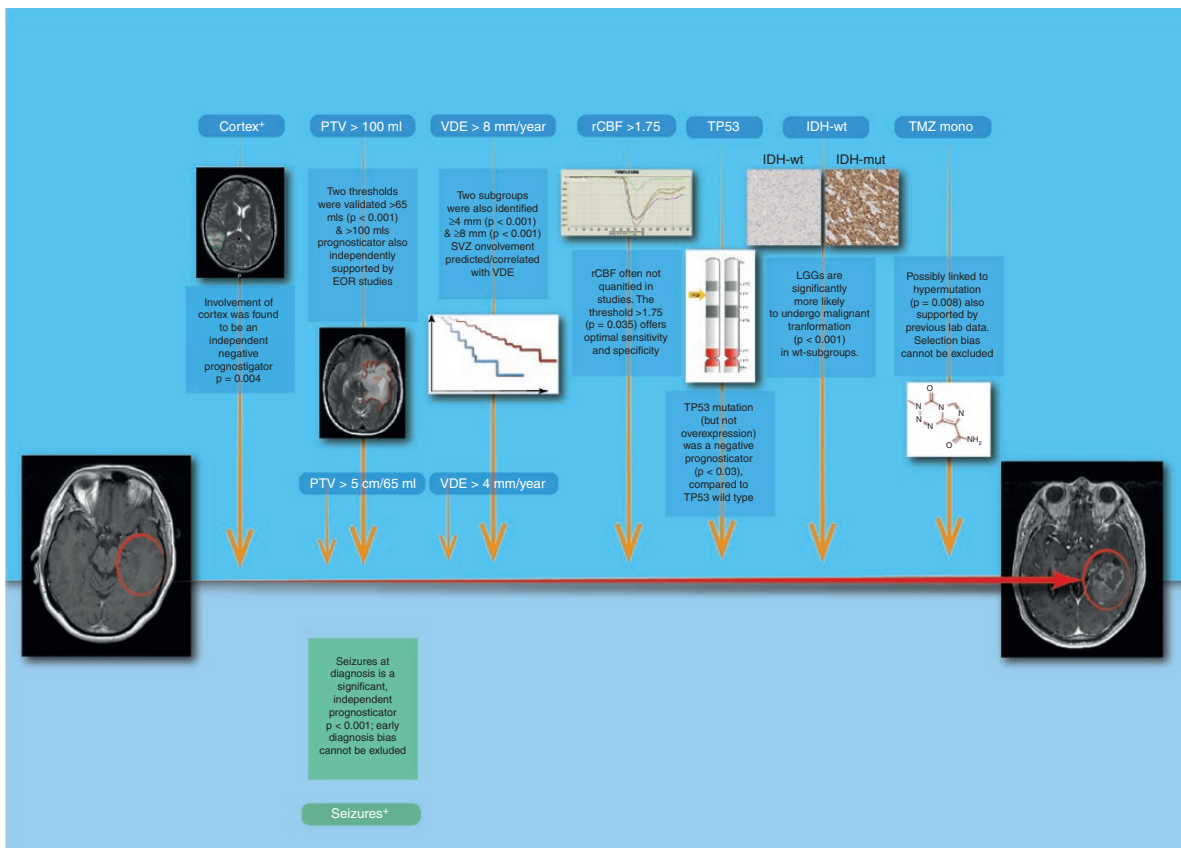 Cortex⁺
PTV > 100 ml
VDE > 8 mm/year
rCBF >1.75
TP53
IDH-wt
TMZ mono
Involvement of
cortex was found
to be an
independent
negative
prognostigator
p = 0.004
Two thresholds
were validated >65
mls (p < 0.001)
& >100 mls
prognosticator also
independently
supported by
EOR studies
PTV > 5 cm/65 ml
Two subgroups
were also identified
≥4 mm (p < 0.001)
& ≥8 mm (p < 0.001)
SVZ onvolvement
predicted/correlated
with VDE
VDE > 4 mm/year
rCBF often not
quanitied in
studies. The
threshold >1.75
(p = 0.035) offers
optimal sensitivity
and specificity
TP53 mutation
(but not
overexpression)
was a negative
prognosticator
(p < 0.03),
compared to
TP53 wild type
IDH-wt
IDH-mut
LGGs are
significantly
more likely
to undergo malignant
tranformation
(p < 0.001)
in wt-subgroups.
Possibly linked to
hypermutation
(p = 0.008) also
supported by
previous lab data.
Selection bias
cannot be excluded
O
N
N
N
N
N
O
NH₂
Seizures at
diagnosis is a
significant,
independent
prognosticator
p < 0.001; early
diagnosis bias
cannot be exluded
Seizures⁺